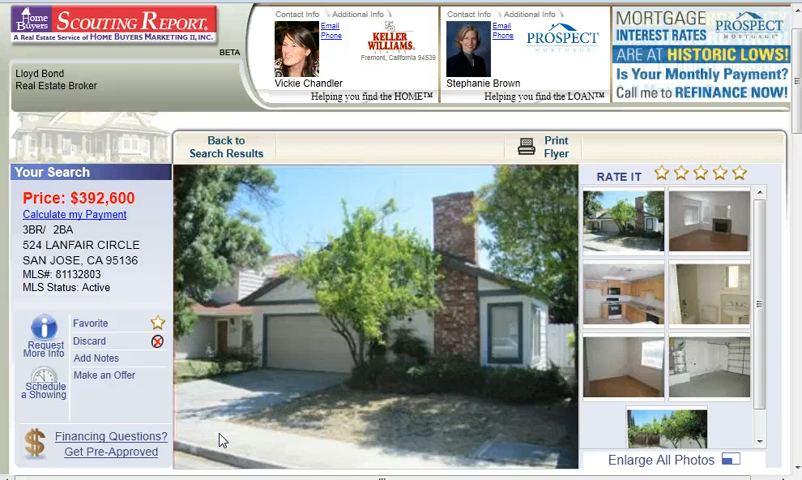 Home Buyers SCOUTING REPORT®
A Real Estate Service of HOME BUYERS MARKETING II, INC.
BETA
Lloyd Bond
Real Estate Broker
Contact Info Additional Info
Email
Phone
KELLER WILLIAMS
REALTY
Fremont, California 94539
Vickie Chandler
Helping you find the HOME™
Contact Info Additional Info
Email
Phone
PROSPECT
MORTGAGE
Stephanie Brown
Helping you find the LOAN™
MORTGAGE
INTEREST RATES
PROSPECT
MORTGAGE
ARE AT HISTORIC LOWS!
Is Your Monthly Payment?
Call me to REFINANCE NOW!
Back to
Search Results
Print
Flyer
Your Search
Price: $392,600
Calculate my Payment
3BR/ 2BA
524 LANFAIR CIRCLE
SAN JOSE, CA 95136
MLS#: 81132803
MLS Status: Active
Request
More Info
Schedule
a Showing
Favorite
Discard
Add Notes
Make an Offer
Financing Questions?
Get Pre-Approved
RATE IT
Enlarge All Photos